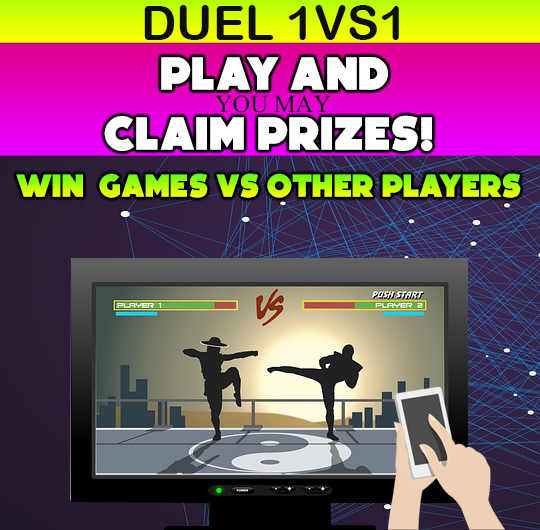 DUEL 1VS1
PLAY AND
YOU MAY
CLAIM PRIZES!
WIN GAMES VS OTHER PLAYERS
PUSH START
PLAYER 1
VS
PLAYER 2
POWER